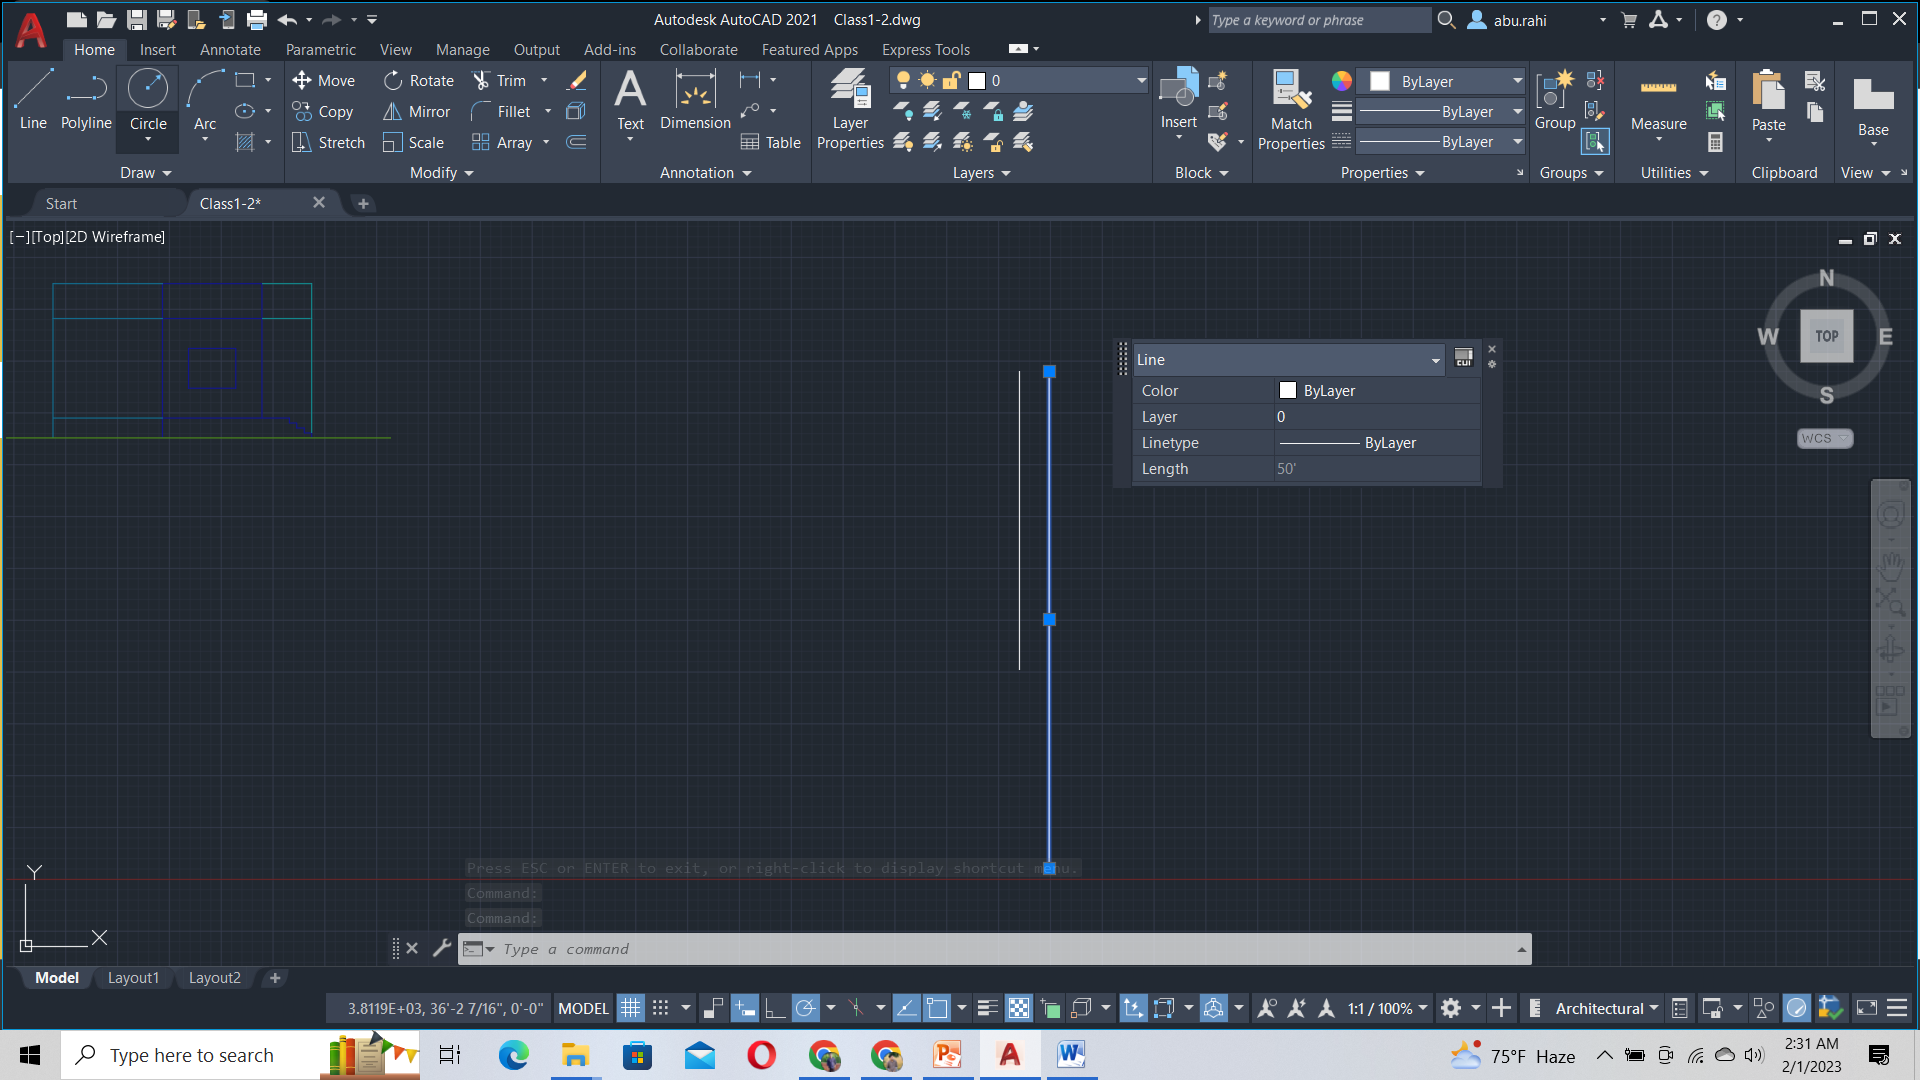 Autodesk AutoCAD 2021 Class1-2.dwg
Type a keyword or phrase
abu.rahi
Home Insert Annotate Parametric View Manage Output Add-ins Collaborate Featured Apps Express Tools
Line Polyline Circle Arc
Move Rotate Trim
Copy Mirror Fillet
Stretch Scale Array
Text Dimension Table
Layer Properties
0
Insert
Match Properties
ByLayer
ByLayer
ByLayer
Group
Measure
Paste
Base
Draw Modify Annotation Layers Block Properties Groups Utilities Clipboard View
Start Class1-2*
[−][Top][2D Wireframe]
N
W TOP E
S
WCS
Line
CUI
Color ByLayer
Layer 0
Linetype ByLayer
Length 50'
Press ESC or ENTER to exit, or right-click to display shortcut menu.
Command:
Command:
Type a command
Y
X
Model Layout1 Layout2
3.8119E+03, 36'-2 7/16", 0'-0" MODEL 1:1 / 100% Architectural
Type here to search
75°F Haze
2:31 AM
2/1/2023